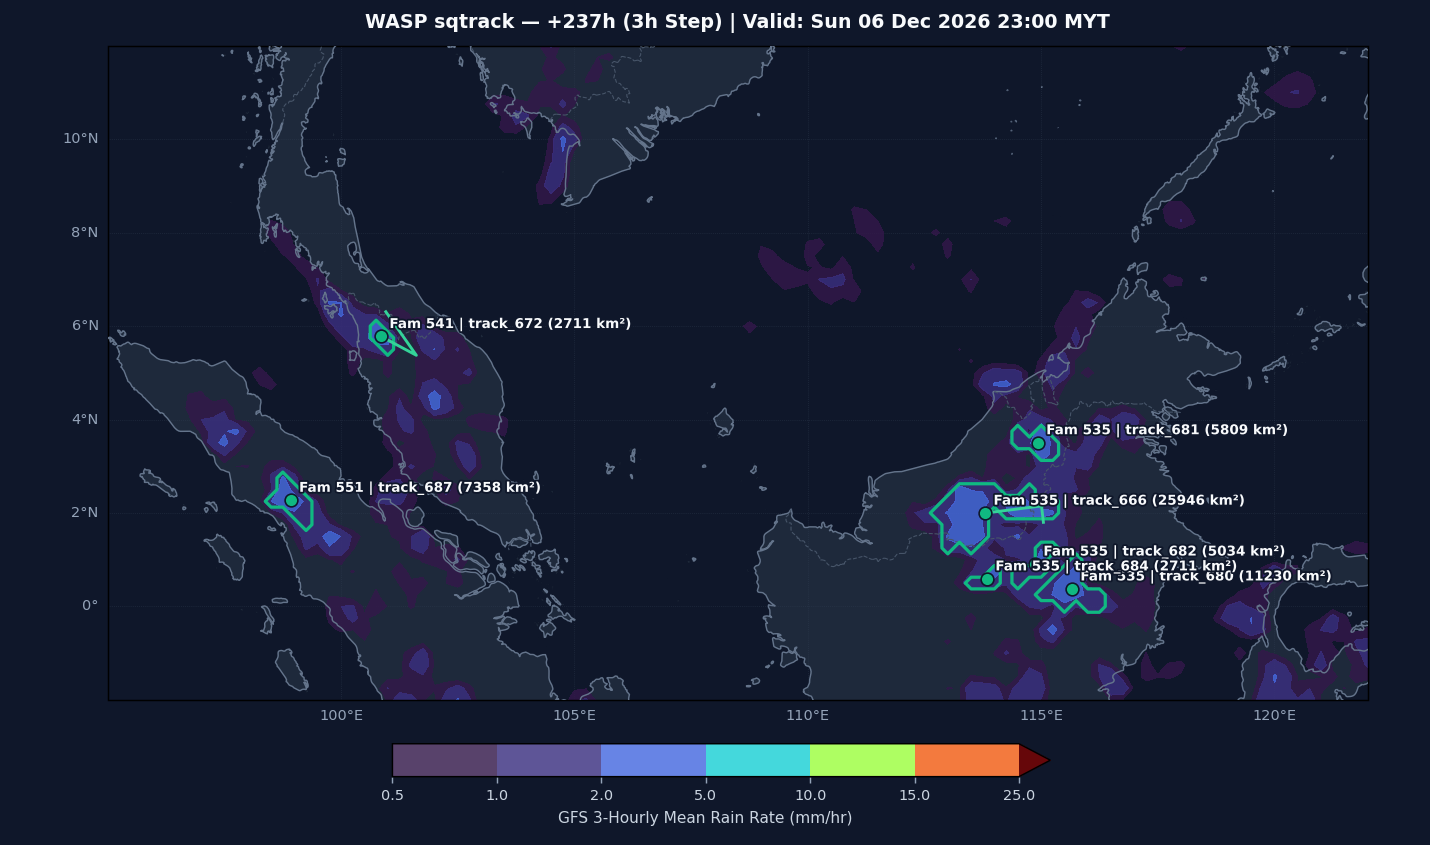 WASP sqtrack — +237h (3h Step) | Valid: Sun 06 Dec 2026 23:00 MYT
10°N
8°N
6°N
4°N
2°N
0°
Fam 541 | track_672 (2711 km²)
Fam 535 | track_681 (5809 km²)
Fam 551 | track_687 (7358 km²)
Fam 535 | track_666 (25946 km²)
Fam 535 | track_682 (5034 km²)
Fam 535 | track_684 (2711 km²)
Fam 535 | track_680 (11230 km²)
100°E
105°E
110°E
115°E
120°E
0.5
1.0
2.0
5.0
10.0
15.0
25.0
GFS 3-Hourly Mean Rain Rate (mm/hr)